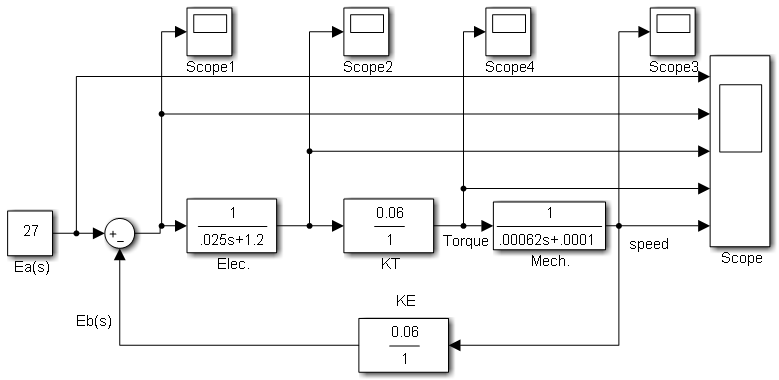 Scope1
Scope2
Scope4
Scope3
27
Ea(s)
+
−
1
.025s+1.2
Elec.
0.06
1
KT
Torque
1
.00062s+.0001
Mech.
speed
Scope
Eb(s)
KE
0.06
1